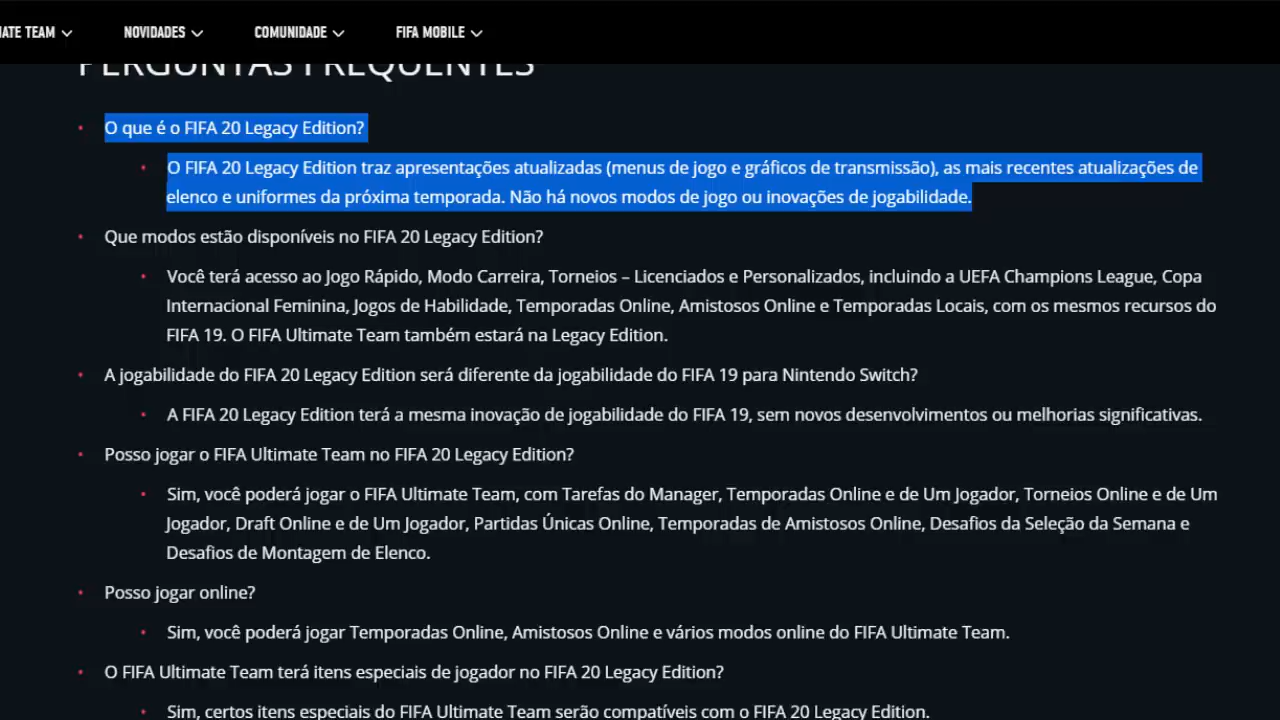 MATE TEAM
NOVIDADES
COMUNIDADE
FIFA MOBILE
PERGUNTAS FREQUENTES
O que é o FIFA 20 Legacy Edition?
O FIFA 20 Legacy Edition traz apresentações atualizadas (menus de jogo e gráficos de transmissão), as mais recentes atualizações de
elenco e uniformes da próxima temporada. Não há novos modos de jogo ou inovações de jogabilidade.
Que modos estão disponíveis no FIFA 20 Legacy Edition?
Você terá acesso ao Jogo Rápido, Modo Carreira, Torneios – Licenciados e Personalizados, incluindo a UEFA Champions League, Copa
Internacional Feminina, Jogos de Habilidade, Temporadas Online, Amistosos Online e Temporadas Locais, com os mesmos recursos do
FIFA 19. O FIFA Ultimate Team também estará na Legacy Edition.
A jogabilidade do FIFA 20 Legacy Edition será diferente da jogabilidade do FIFA 19 para Nintendo Switch?
A FIFA 20 Legacy Edition terá a mesma inovação de jogabilidade do FIFA 19, sem novos desenvolvimentos ou melhorias significativas.
Posso jogar o FIFA Ultimate Team no FIFA 20 Legacy Edition?
Sim, você poderá jogar o FIFA Ultimate Team, com Tarefas do Manager, Temporadas Online e de Um Jogador, Torneios Online e de Um
Jogador, Draft Online e de Um Jogador, Partidas Únicas Online, Temporadas de Amistosos Online, Desafios da Seleção da Semana e
Desafios de Montagem de Elenco.
Posso jogar online?
Sim, você poderá jogar Temporadas Online, Amistosos Online e vários modos online do FIFA Ultimate Team.
O FIFA Ultimate Team terá itens especiais de jogador no FIFA 20 Legacy Edition?
Sim, certos itens especiais do FIFA Ultimate Team serão compatíveis com o FIFA 20 Legacy Edition.